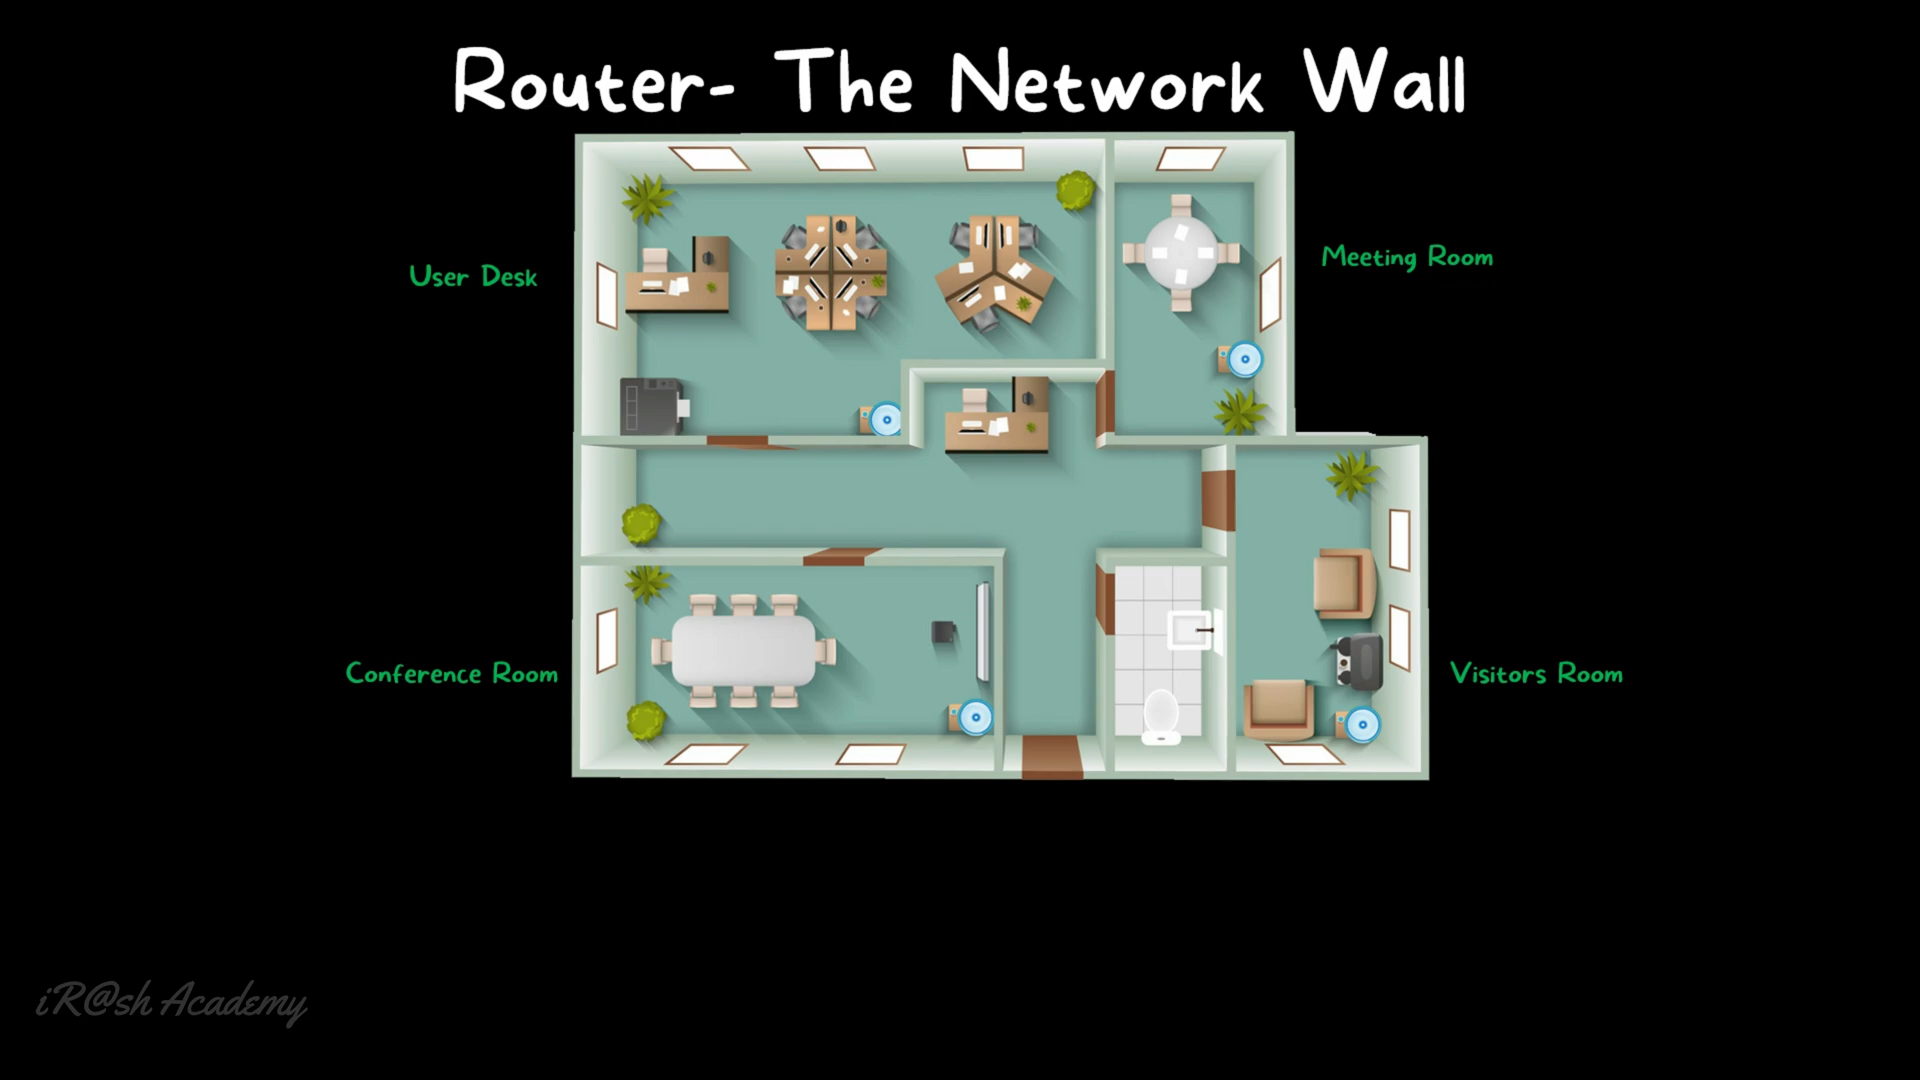 Router- The Network Wall
User Desk
Meeting Room
Conference Room
Visitors Room
iR@sh Academy